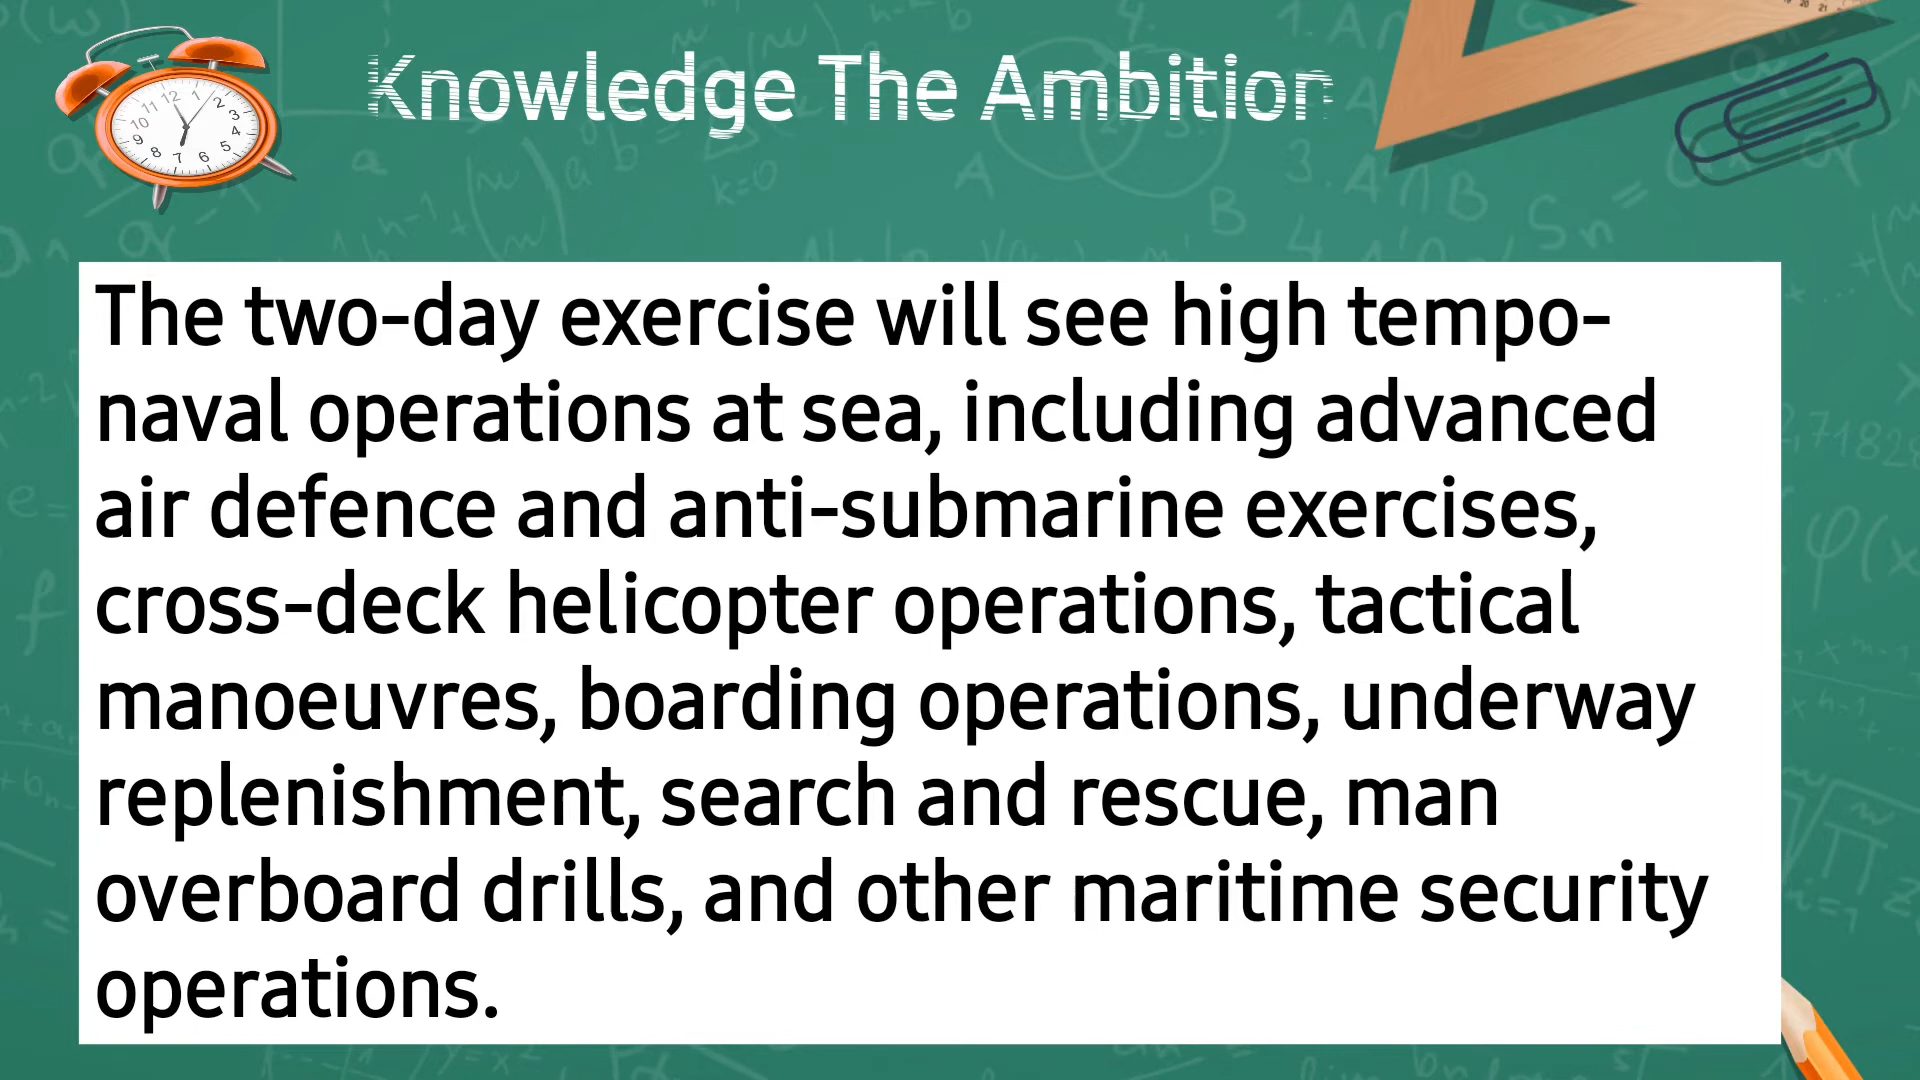 Knowledge The Ambition
The two-day exercise will see high tempo-
naval operations at sea, including advanced
air defence and anti-submarine exercises,
cross-deck helicopter operations, tactical
manoeuvres, boarding operations, underway
replenishment, search and rescue, man
overboard drills, and other maritime security
operations.